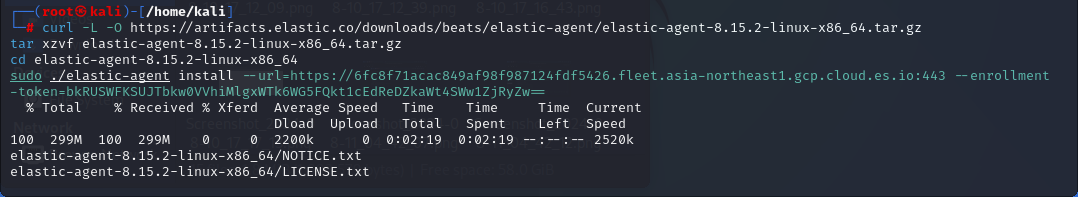 ┌──(root㉿kali)-[/home/kali]
└─# curl -L -O https://artifacts.elastic.co/downloads/beats/elastic-agent/elastic-agent-8.15.2-linux-x86_64.tar.gz
tar xzvf elastic-agent-8.15.2-linux-x86_64.tar.gz
cd elastic-agent-8.15.2-linux-x86_64
sudo ./elastic-agent install --url=https://6fc8f71acac849af98f987124fdf5426.fleet.asia-northeast1.gcp.cloud.es.io:443 --enrollment
-token=bkRUSWFKSUJTbkw0VVhiMlgxWTk6WG5FQkt1cEdReDZkaWt4SWw1ZjRyZw==
  % Total    % Received % Xferd  Average Speed   Time    Time     Time  Current
                                 Dload  Upload   Total   Spent    Left  Speed
100  299M  100  299M    0     0  2200k      0  0:02:19  0:02:19 --:--:-- 2520k
elastic-agent-8.15.2-linux-x86_64/NOTICE.txt
elastic-agent-8.15.2-linux-x86_64/LICENSE.txt